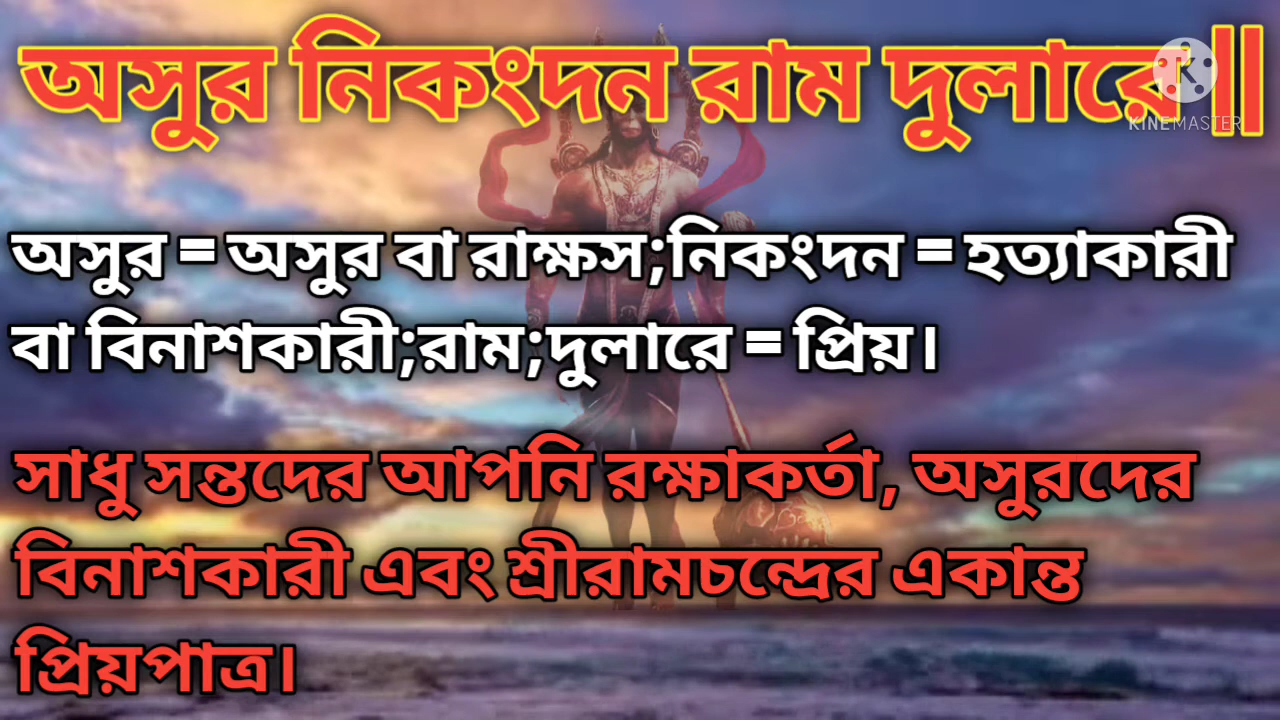 অসুর নিকংদন রাম দুলারে||
KINEMASTER
অসুর = অসুর বা রাক্ষস;নিকংদন = হত্যাকারী
বা বিনাশকারী;রাম;দুলারে = প্রিয়।
সাধু সন্তদের আপনি রক্ষাকর্তা, অসুরদের
বিনাশকারী এবং শ্রীরামচন্দ্রের একান্ত
প্রিয়পাত্র।